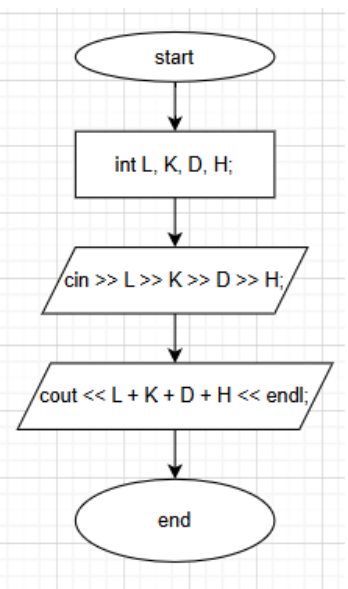 start
int L, K, D, H;
cin >> L >> K >> D >> H;
cout << L + K + D + H << endl;
end